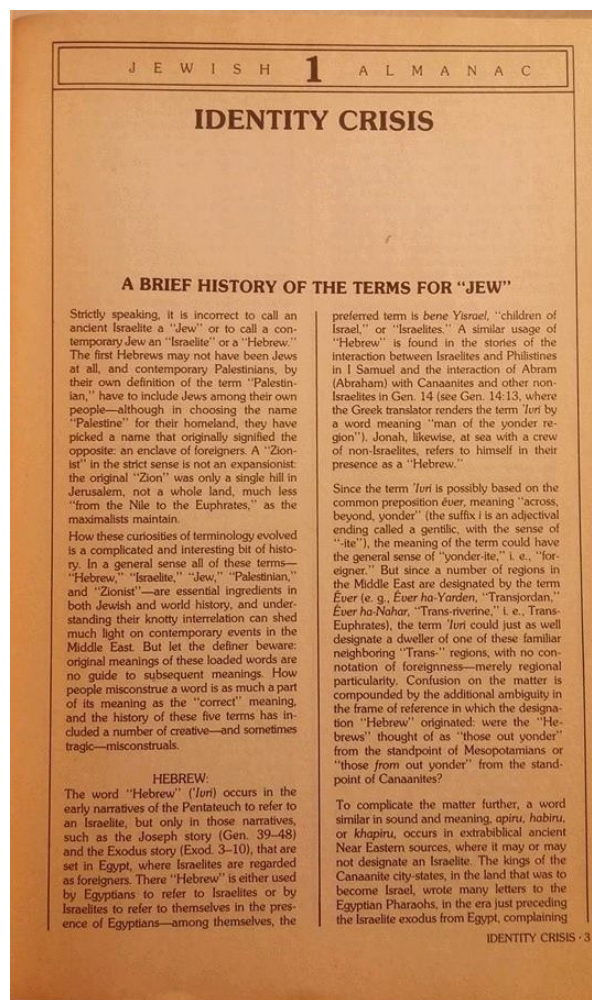 JEWISH 1 ALMANAC
IDENTITY CRISIS
A BRIEF HISTORY OF THE TERMS FOR “JEW”
Strictly speaking, it is incorrect to call an
ancient Israelite a “Jew” or to call a con-
temporary Jew an “Israelite” or a “Hebrew.”
The first Hebrews may not have been Jews
at all, and contemporary Palestinians, by
their own definition of the term “Palestin-
ian,” have to include Jews among their own
people—although in choosing the name
“Palestine” for their homeland, they have
picked a name that originally signified the
opposite: an enclave of foreigners. A “Zion-
ist” in the strict sense is not an expansionist:
the original “Zion” was only a single hill in
Jerusalem, not a whole land, much less
“from the Nile to the Euphrates,” as the
maximalists maintain.
How these curiosities of terminology evolved
is a complicated and interesting bit of histo-
ry. In a general sense all of these terms—
“Hebrew,” “Israelite,” “Jew,” “Palestinian,”
and “Zionist”—are essential ingredients in
both Jewish and world history, and under-
standing their knotty interrelation can shed
much light on contemporary events in the
Middle East. But let the definer beware:
original meanings of these loaded words are
no guide to subsequent meanings. How
people misconstrue a word is as much a part
of its meaning as the “correct” meaning,
and the history of these five terms has in-
cluded a number of creative—and sometimes
tragic—misconstruals.
HEBREW:
The word “Hebrew” (‘Ivri) occurs in the
early narratives of the Pentateuch to refer to
an Israelite, but only in those narratives,
such as the Joseph story (Gen. 39–48)
and the Exodus story (Exod. 3–10), that are
set in Egypt, where Israelites are regarded
as foreigners. There “Hebrew” is either used
by Egyptians to refer to Israelites or by
Israelites to refer to themselves in the pres-
ence of Egyptians—among themselves, the
preferred term is bene Yisrael, “children of
Israel,” or “Israelites.” A similar usage of
“Hebrew” is found in the stories of the
interaction between Israelites and Philistines
in I Samuel and the interaction of Abram
(Abraham) with Canaanites and other non-
Israelites in Gen. 14 (see Gen. 14:13, where
the Greek translator renders the term ‘Ivri by
a word meaning “man of the yonder re-
gion”). Jonah, likewise, at sea with a crew
of non-Israelites, refers to himself in their
presence as a “Hebrew.”
Since the term ‘Ivri is possibly based on the
common preposition éver, meaning “across,
beyond, yonder” (the suffix i is an adjectival
ending called a gentilic, with the sense of
“-ite”), the meaning of the term could have
the general sense of “yonder-ite,” i. e., “for-
eigner.” But since a number of regions in
the Middle East are designated by the term
Éver (e. g., Éver ha-Yarden, “Transjordan,”
Éver ha-Nahar, “Trans-riverine,” i. e., Trans-
Euphrates), the term ‘Ivri could just as well
designate a dweller of one of these familiar
neighboring “Trans-” regions, with no con-
notation of foreignness—merely regional
particularity. Confusion on the matter is
compounded by the additional ambiguity in
the frame of reference in which the designa-
tion “Hebrew” originated: were the “He-
brews” thought of as “those out yonder”
from the standpoint of Mesopotamians or
“those from out yonder” from the stand-
point of Canaanites?
To complicate the matter further, a word
similar in sound and meaning, apiru, habiru,
or khapiru, occurs in extrabiblical ancient
Near Eastern sources, where it may or may
not designate an Israelite. The kings of the
Canaanite city-states, in the land that was to
become Israel, wrote many letters to the
Egyptian Pharaohs, in the era just preceding
the Israelite exodus from Egypt, complaining
IDENTITY CRISIS · 3